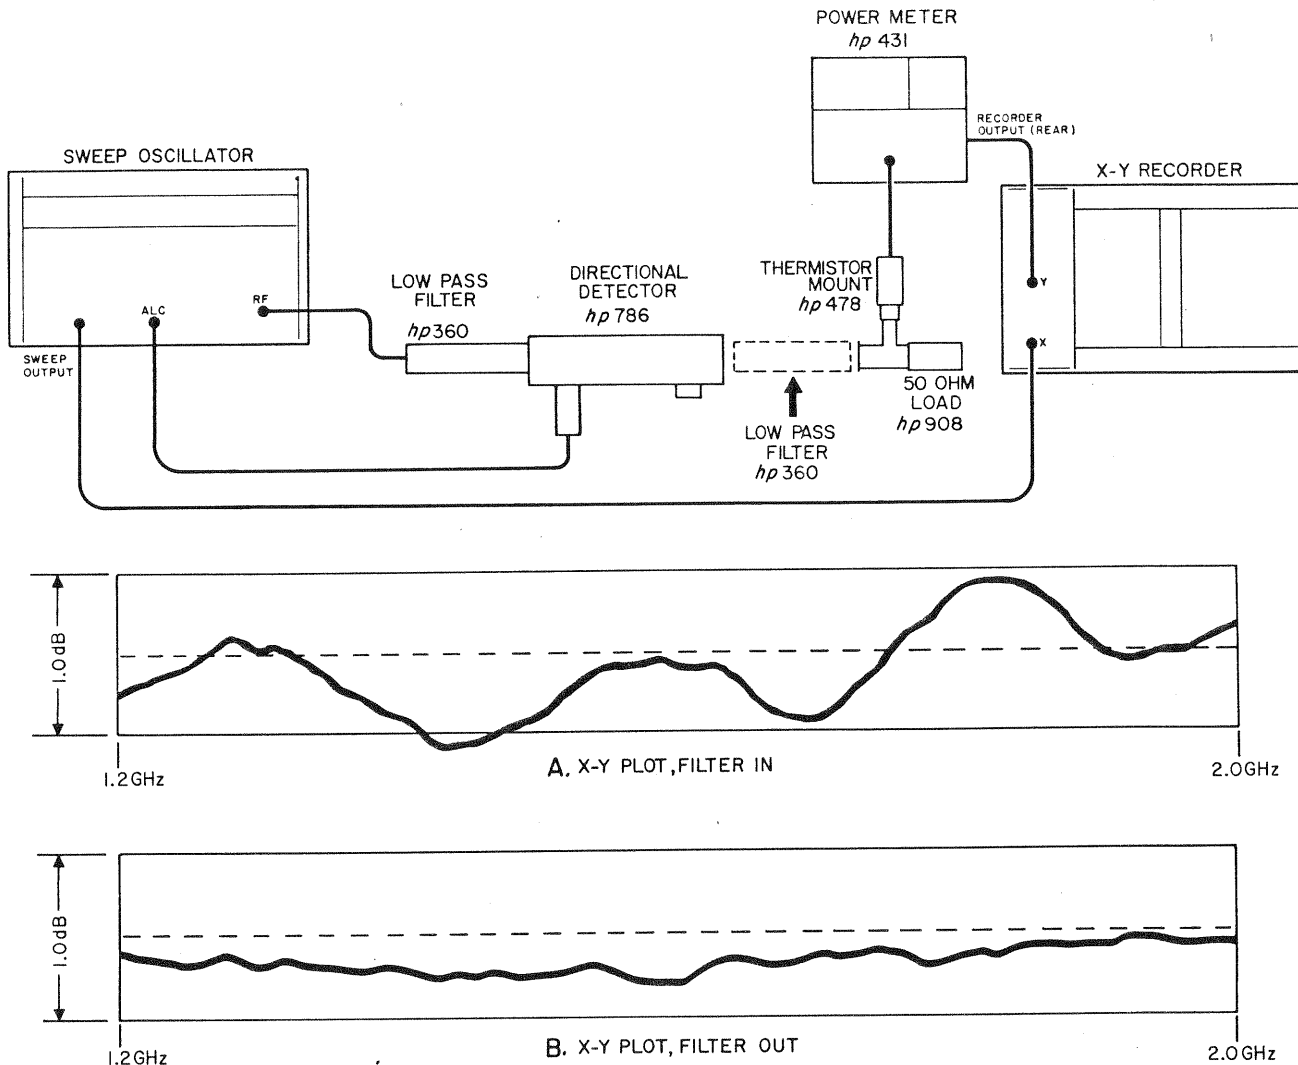 POWER METER
hp 431
RECORDER
OUTPUT (REAR)
SWEEP OSCILLATOR
X-Y RECORDER
LOW PASS
FILTER
hp 360
DIRECTIONAL
DETECTOR
hp 786
THERMISTOR
MOUNT
hp 478
RF
ALC
SWEEP
OUTPUT
Y
X
50 OHM
LOAD
hp 908
LOW PASS
FILTER
hp 360
1.0dB
1.2GHz
A. X-Y PLOT, FILTER IN
2.0GHz
1.0dB
1.2GHz
B. X-Y PLOT, FILTER OUT
2.0GHz